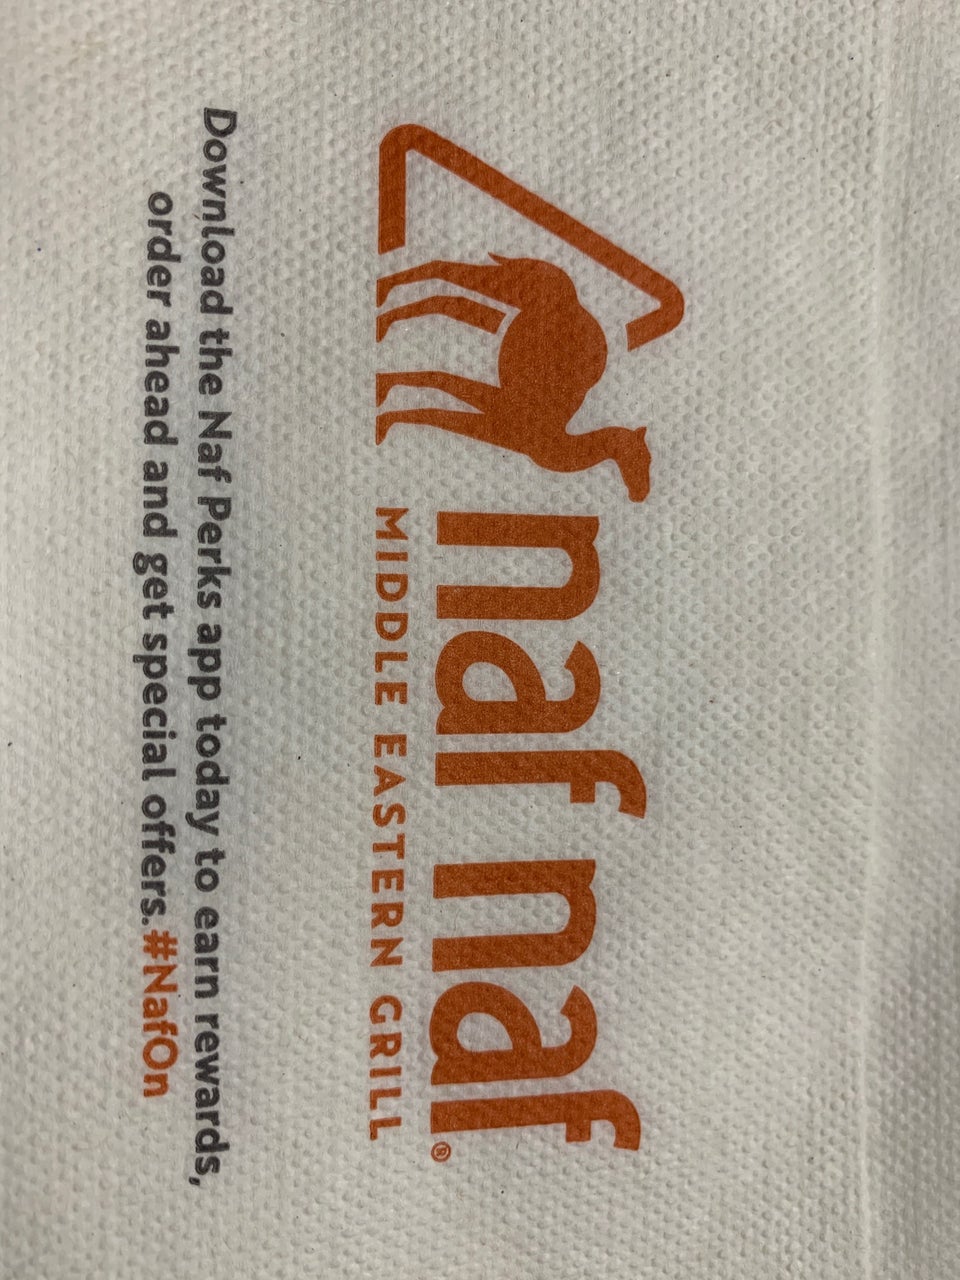 naf naf®
MIDDLE EASTERN GRILL
Download the Naf Perks app today to earn rewards,
order ahead and get special offers. #NafOn